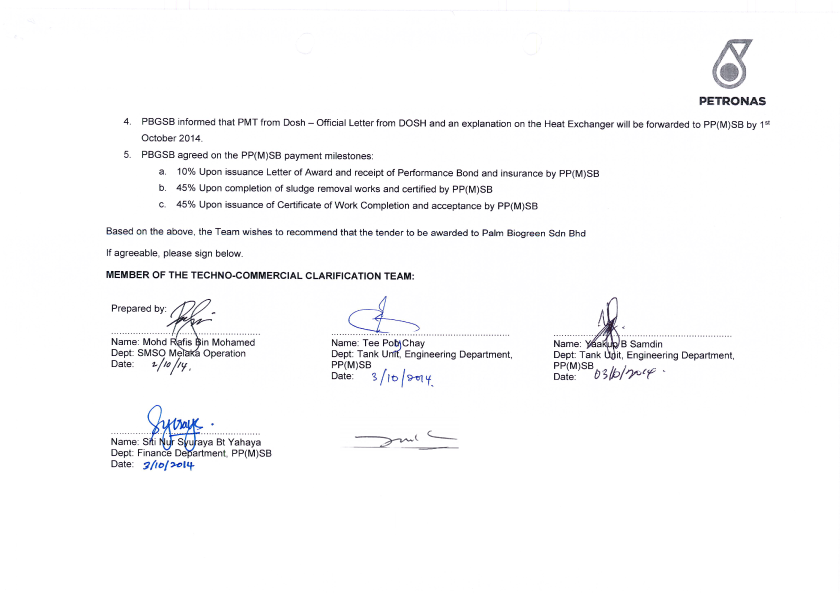 PETRONAS
4. PBGSB informed that PMT from Dosh – Official Letter from DOSH and an explanation on the Heat Exchanger will be forwarded to PP(M)SB by 1st
October 2014.
5. PBGSB agreed on the PP(M)SB payment milestones:
a. 10% Upon issuance Letter of Award and receipt of Performance Bond and insurance by PP(M)SB
b. 45% Upon completion of sludge removal works and certified by PP(M)SB
c. 45% Upon issuance of Certificate of Work Completion and acceptance by PP(M)SB
Based on the above, the Team wishes to recommend that the tender to be awarded to Palm Biogreen Sdn Bhd
If agreeable, please sign below.
MEMBER OF THE TECHNO-COMMERCIAL CLARIFICATION TEAM:
Prepared by:
Name: Mohd Rafis Bin Mohamed
Dept: SMSO Melaka Operation
Date: 2/10/14.
Name: Tee Poh Chay
Dept: Tank Unit, Engineering Department,
PP(M)SB
Date: 3/10/2014.
Name: Yaakup B Samdin
Dept: Tank Unit, Engineering Department,
PP(M)SB
Date: 03/10/2014.
Syuraya.
Name: Siti Nur Syuraya Bt Yahaya
Dept: Finance Department, PP(M)SB
Date: 3/10/2014